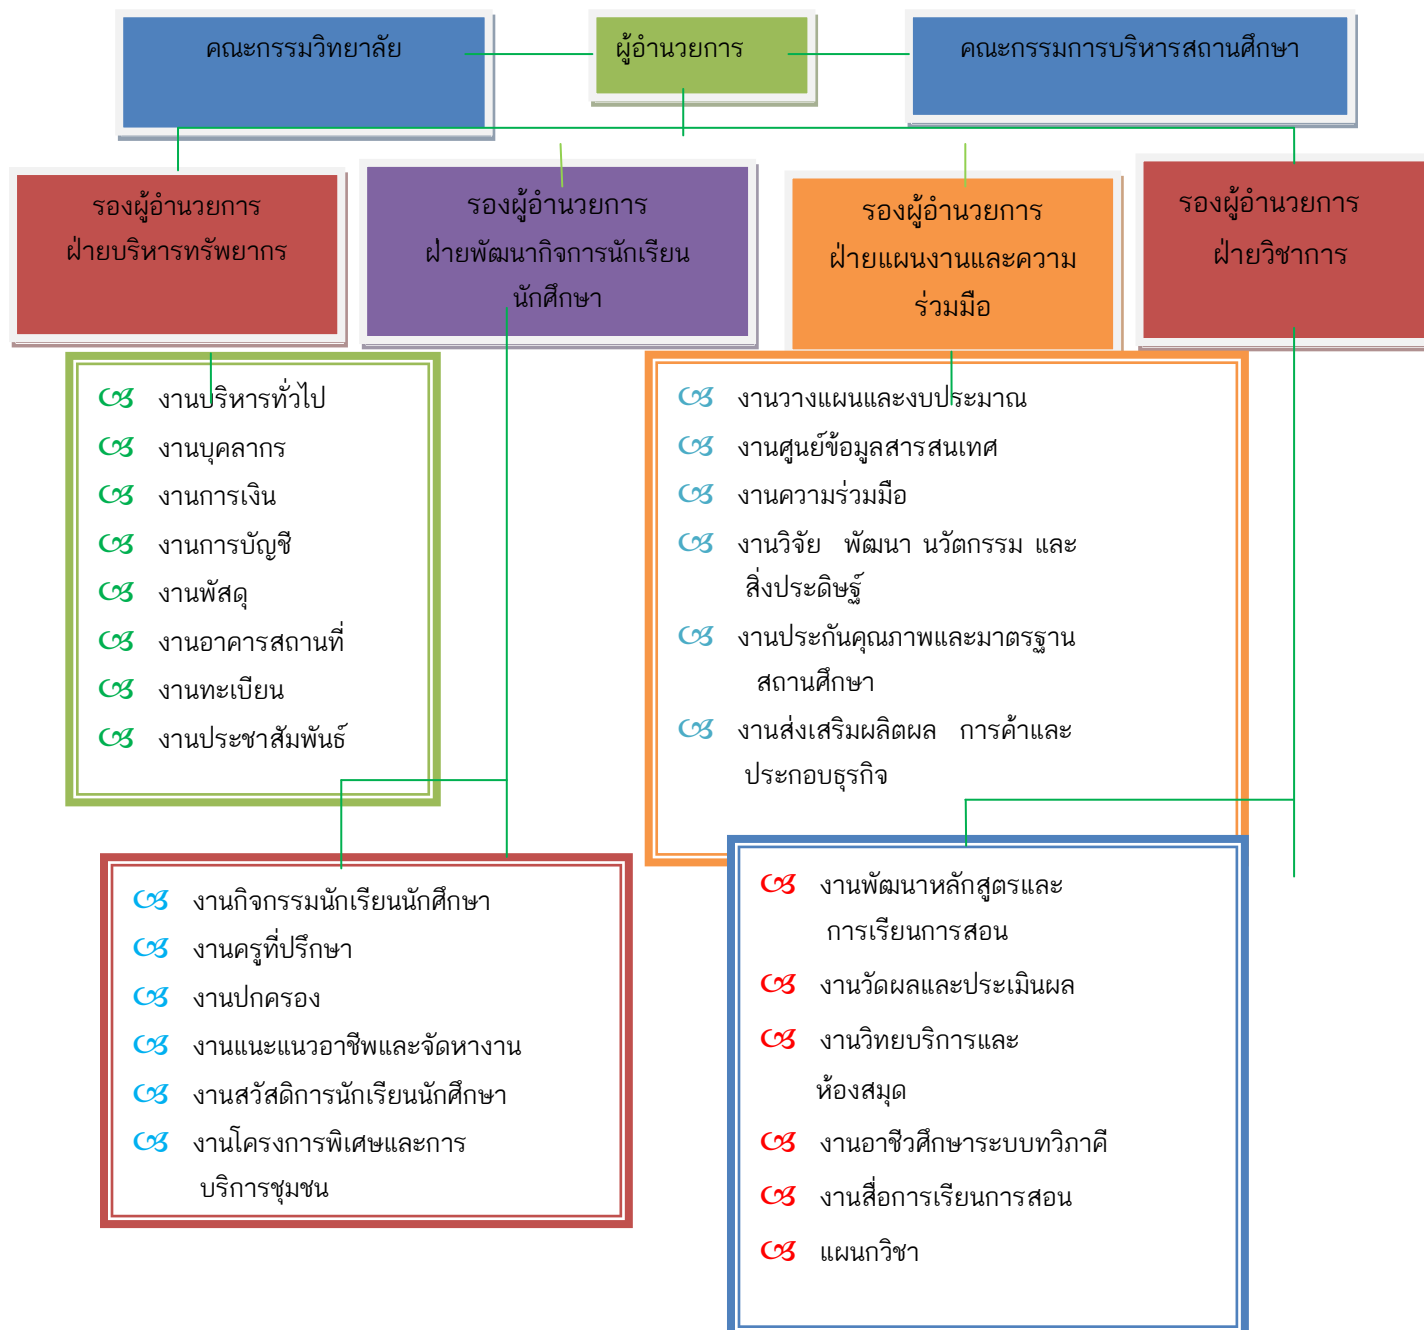 คณะกรรมวิทยาลัย
ผู้อำนวยการ
คณะกรรมการบริหารสถานศึกษา
รองผู้อำนวยการ
ฝ่ายบริหารทรัพยากร
รองผู้อำนวยการ
ฝ่ายพัฒนากิจการนักเรียน
นักศึกษา
รองผู้อำนวยการ
ฝ่ายแผนงานและความ
ร่วมมือ
รองผู้อำนวยการ
ฝ่ายวิชาการ
งานบริหารทั่วไป
งานบุคลากร
งานการเงิน
งานการบัญชี
งานพัสดุ
งานอาคารสถานที่
งานทะเบียน
งานประชาสัมพันธ์
งานวางแผนและงบประมาณ
งานศูนย์ข้อมูลสารสนเทศ
งานความร่วมมือ
งานวิจัย พัฒนา นวัตกรรม และ
สิ่งประดิษฐ์
งานประกันคุณภาพและมาตรฐาน
สถานศึกษา
งานส่งเสริมผลิตผล การค้าและ
ประกอบธุรกิจ
งานกิจกรรมนักเรียนนักศึกษา
งานครูที่ปรึกษา
งานปกครอง
งานแนะแนวอาชีพและจัดหางาน
งานสวัสดิการนักเรียนนักศึกษา
งานโครงการพิเศษและการ
บริการชุมชน
งานพัฒนาหลักสูตรและ
การเรียนการสอน
งานวัดผลและประเมินผล
งานวิทยบริการและ
ห้องสมุด
งานอาชีวศึกษาระบบทวิภาคี
งานสื่อการเรียนการสอน
แผนกวิชา